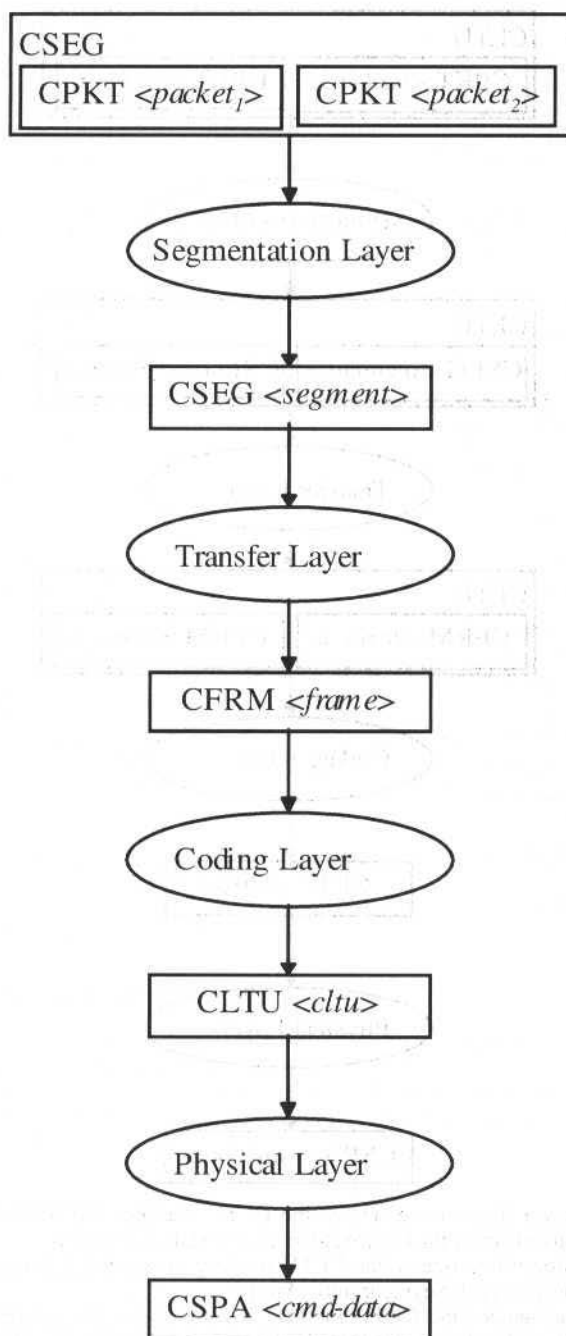 CSEG
CPKT <packet₁> CPKT <packet₂>
Segmentation Layer
CSEG <segment>
Transfer Layer
CFRM <frame>
Coding Layer
CLTU <cltu>
Physical Layer
CSPA <cmd-data>